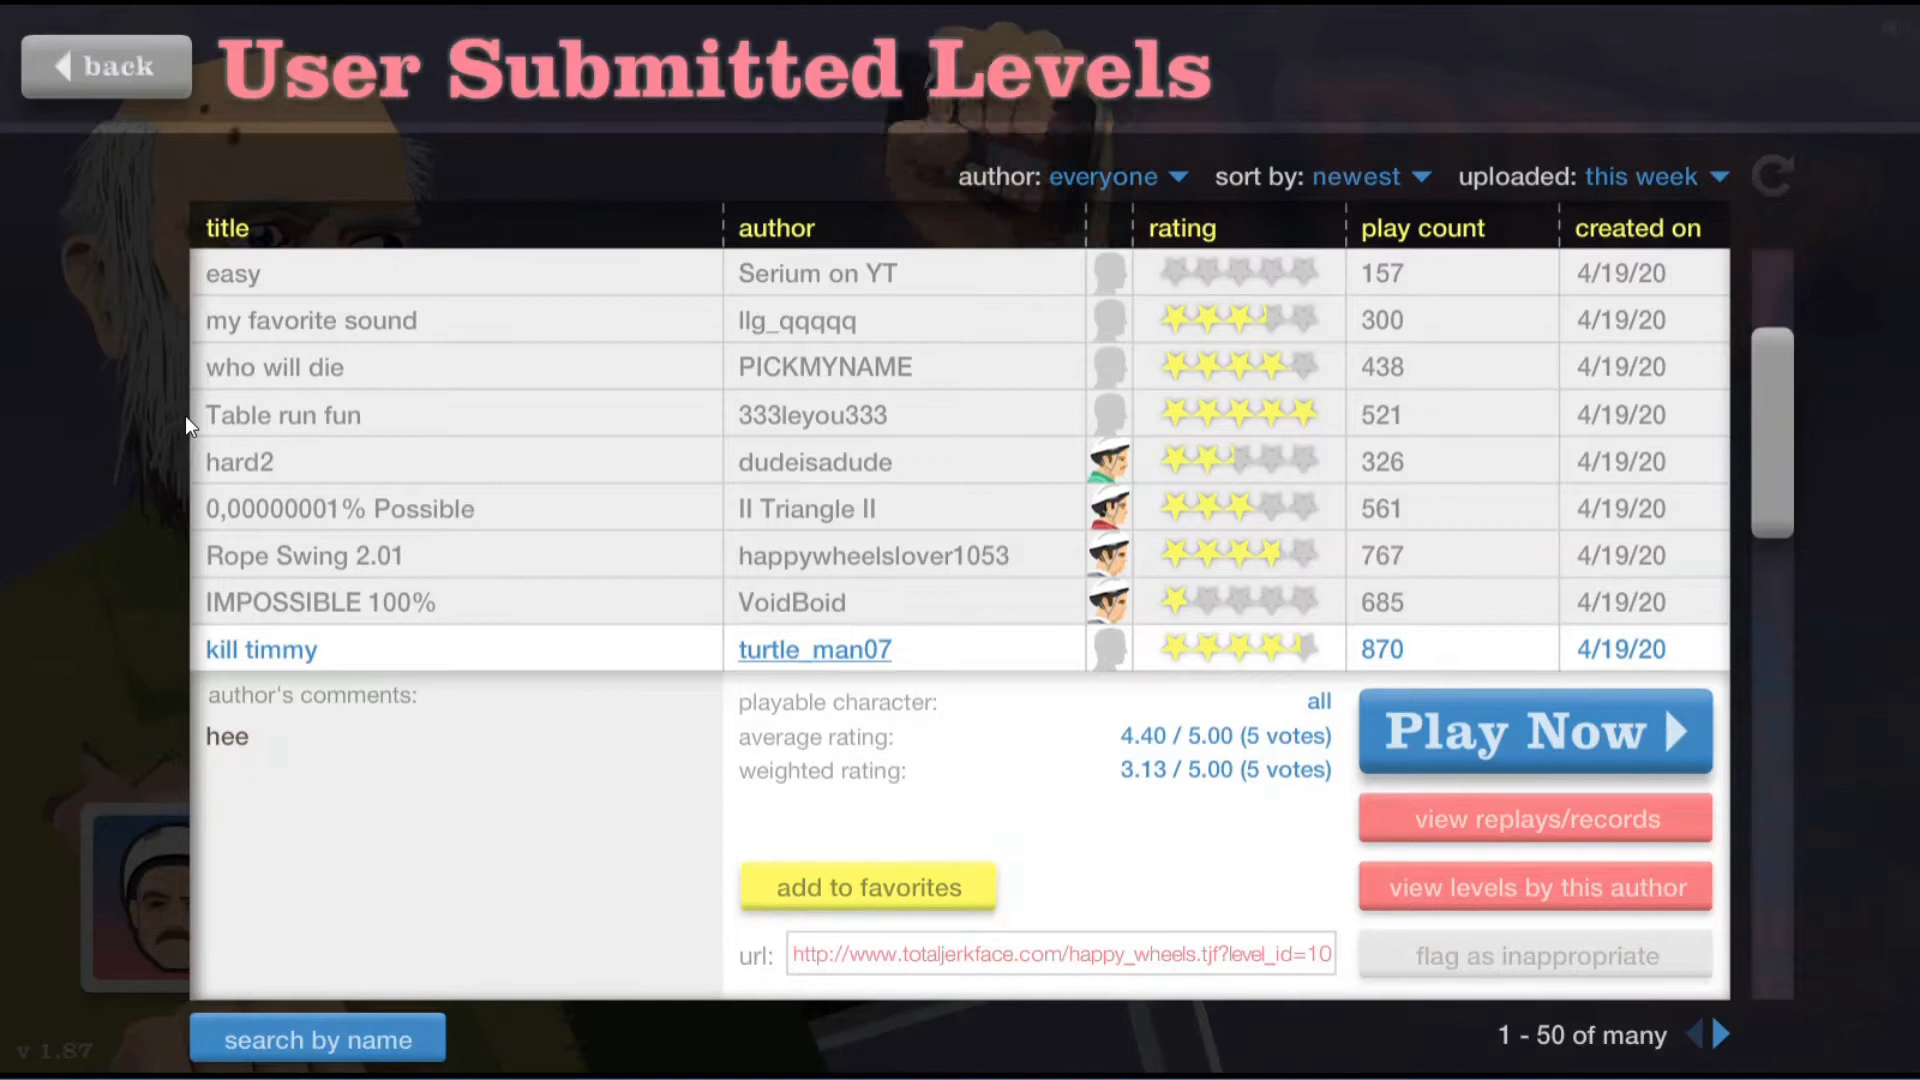 back
User Submitted Levels
author: everyone sort by: newest uploaded: this week
title author rating play count created on
easy Serium on YT 157 4/19/20
my favorite sound llg_qqqqq 300 4/19/20
who will die PICKMYNAME 438 4/19/20
Table run fun 333leyou333 521 4/19/20
hard2 dudeisadude 326 4/19/20
0,00000001% Possible II Triangle II 561 4/19/20
Rope Swing 2.01 happywheelslover1053 767 4/19/20
IMPOSSIBLE 100% VoidBoid 685 4/19/20
kill timmy turtle_man07 870 4/19/20
author's comments:
hee
playable character: all
average rating: 4.40 / 5.00 (5 votes)
weighted rating: 3.13 / 5.00 (5 votes)
Play Now
view replays/records
add to favorites
view levels by this author
url: http://www.totaljerkface.com/happy_wheels.tjf?level_id=10
flag as inappropriate
search by name
1 - 50 of many
v 1.87